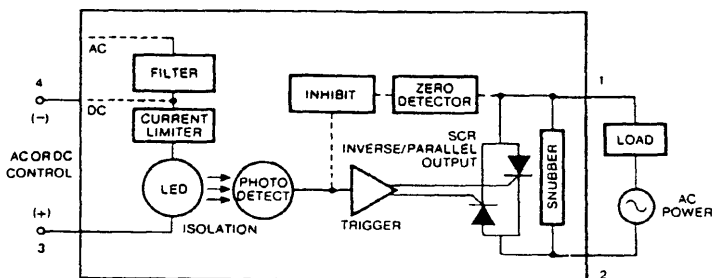 AC
FILTER
4
(-)
DC
CURRENT
LIMITER
AC OR DC
CONTROL
LED
PHOTO
DETECT
(+)
3
ISOLATION
INHIBIT
ZERO
DETECTOR
TRIGGER
SCR
INVERSE/PARALLEL
OUTPUT
SNUBBER
1
LOAD
AC
POWER
2